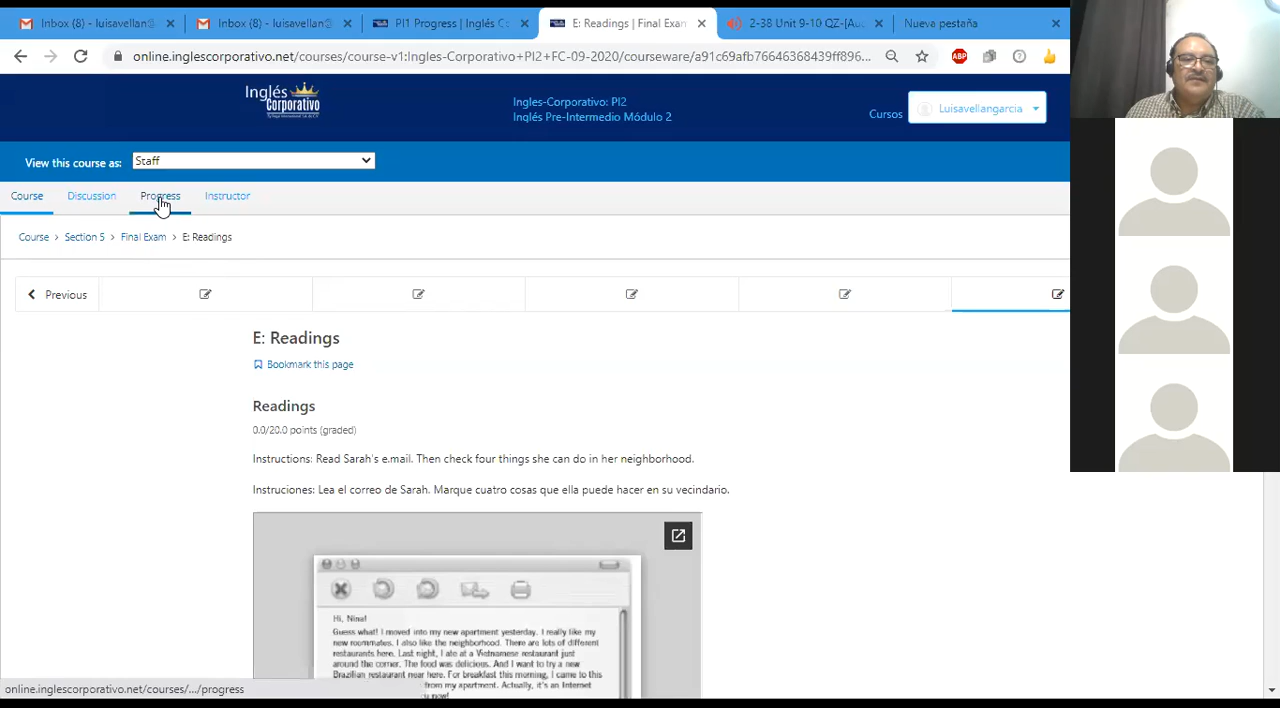 Inbox (8) - luisavellan@
Inbox (8) - luisavellan@
PI1 Progress | Inglés C
E: Readings | Final Exam
2-38 Unit 9-10 QZ-[Aud
Nueva pestaña
online.inglescorporativo.net/courses/course-v1:Ingles-Corporativo+PI2+FC-09-2020/courseware/a91c69afb76646368439ff896...
ABP
Inglés
Corporativo
Ingles-Corporativo: PI2
Inglés Pre-Intermedio Módulo 2
Cursos
Luisavellangarcia
View this course as:
Staff
Course
Discussion
Progress
Instructor
Course > Section 5 > Final Exam > E: Readings
Previous
E: Readings
Bookmark this page
Readings
0.0/20.0 points (graded)
Instructions: Read Sarah's e.mail. Then check four things she can do in her neighborhood.
Instruciones: Lea el correo de Sarah. Marque cuatro cosas que ella puede hacer en su vecindario.
Hi, Nina!
Guess what! I moved into my new apartment yesterday. I really like my
new roommates. I also like the neighborhood. There are lots of different
restaurants here. Last night, I ate at a Vietnamese restaurant just
around the corner. The food was delicious. And I want to try a new
Brazilian restaurant near here. For breakfast this morning, I came to this
from my apartment. Actually, it's an Internet
now!
online.inglescorporativo.net/courses/.../progress